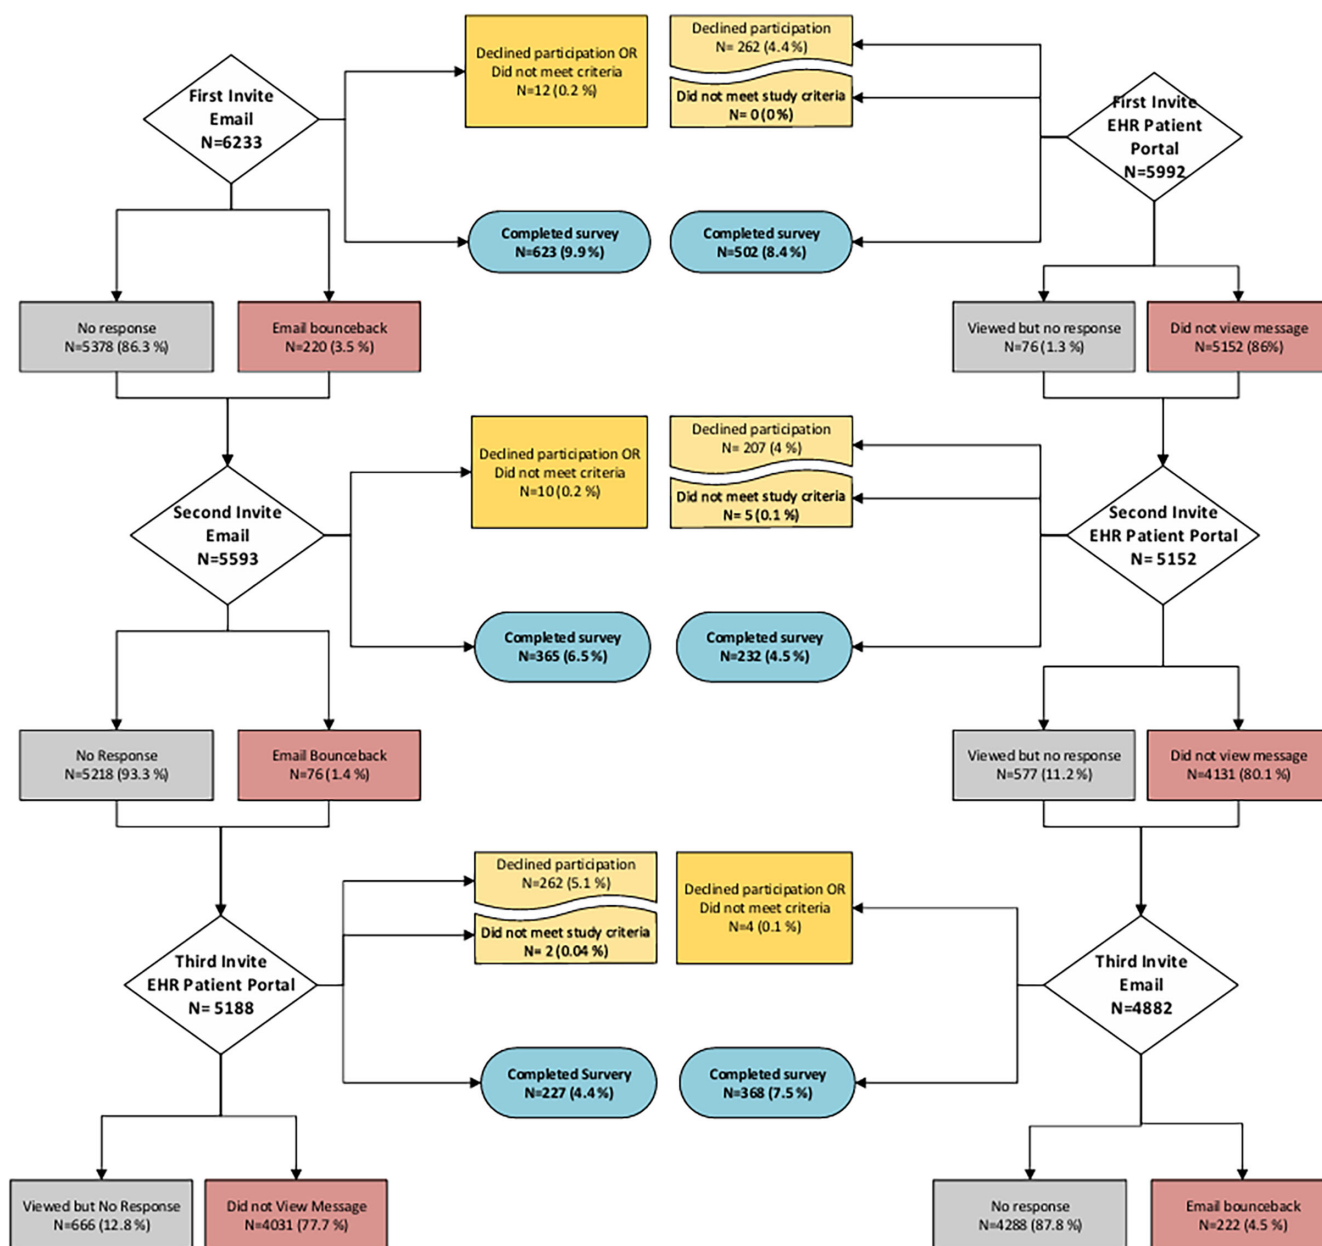 First Invite
Email
N=6233
Declined participation OR
Did not meet criteria
N=12 (0.2 %)
Declined participation
N= 262 (4.4 %)
Did not meet study criteria
N= 0 (0 %)
First Invite
EHR Patient
Portal
N=5992
Completed survey
N=623 (9.9 %)
Completed survey
N=502 (8.4 %)
No response
N=5378 (86.3 %)
Email bounceback
N=220 (3.5 %)
Viewed but no response
N=76 (1.3 %)
Did not view message
N=5152 (86%)
Second Invite
Email
N=5593
Declined participation OR
Did not meet criteria
N=10 (0.2 %)
Declined participation
N= 207 (4 %)
Did not meet study criteria
N= 5 (0.1 %)
Second Invite
EHR Patient Portal
N= 5152
Completed survey
N=365 (6.5 %)
Completed survey
N=232 (4.5 %)
No Response
N=5218 (93.3 %)
Email Bounceback
N=76 (1.4 %)
Viewed but no response
N=577 (11.2 %)
Did not view message
N=4131 (80.1 %)
Third Invite
EHR Patient Portal
N= 5188
Declined participation
N=262 (5.1 %)
Did not meet study criteria
N= 2 (0.04 %)
Declined participation OR
Did not meet criteria
N=4 (0.1 %)
Third Invite
Email
N=4882
Completed Survery
N=227 (4.4 %)
Completed survey
N=368 (7.5 %)
Viewed but No Response
N=666 (12.8 %)
Did not View Message
N=4031 (77.7 %)
No response
N=4288 (87.8 %)
Email bounceback
N=222 (4.5 %)